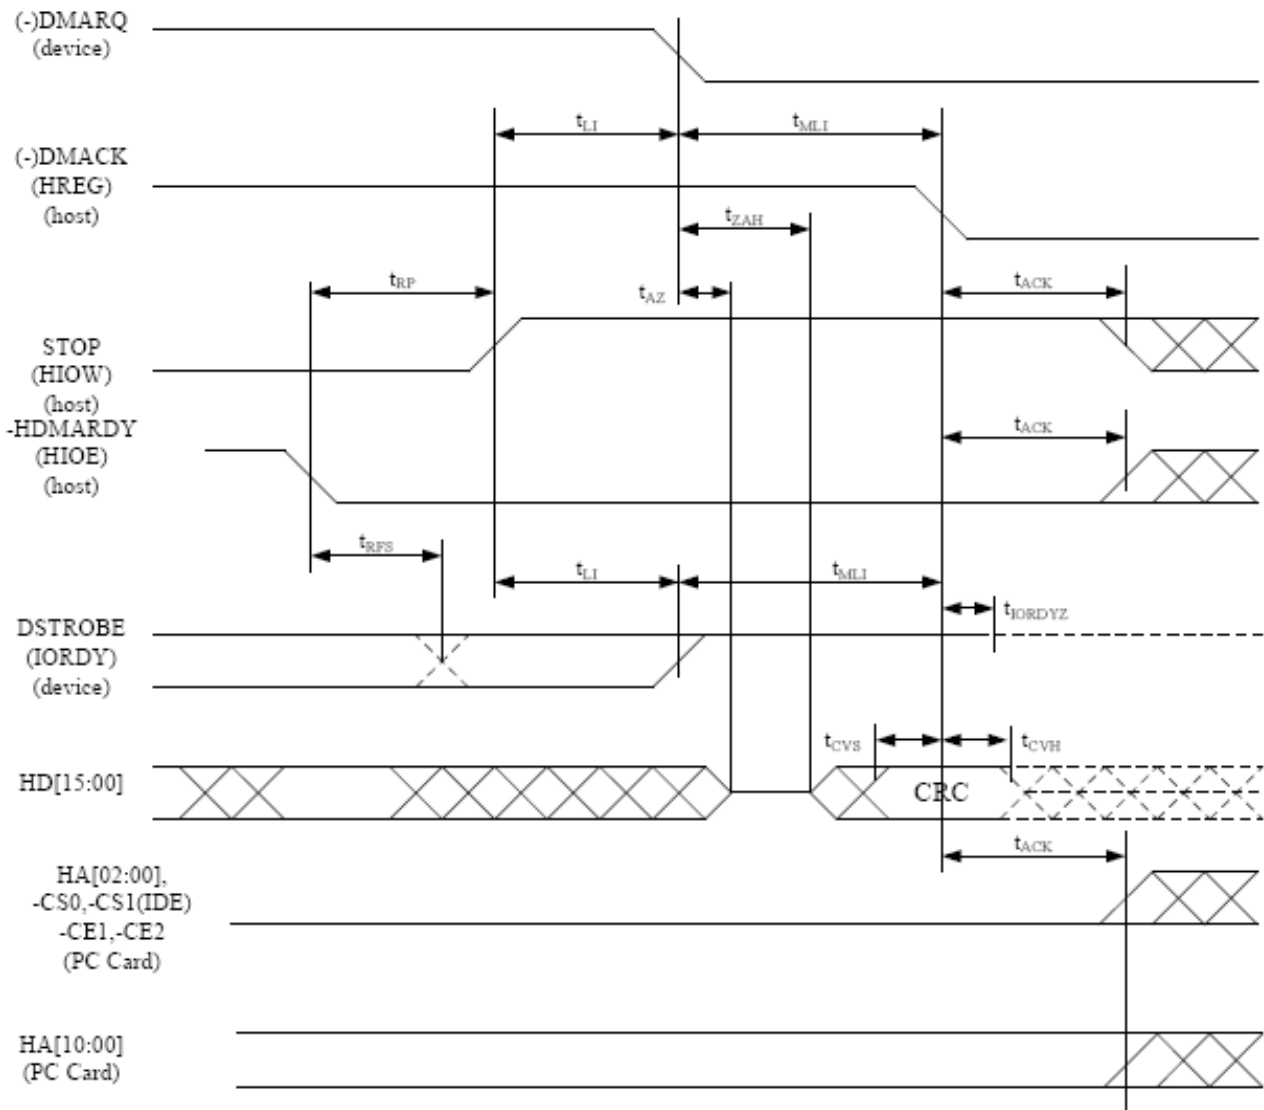 (-)DMARQ
(device)
tLI
tMLI
(-)DMACK
(HREG)
(host)
tZAH
tRP
tAZ
tACK
STOP
(HIOW)
(host)
-HDMARDY
(HIOE)
(host)
tACK
tRFS
tLI
tMLI
tIORDYZ
DSTROBE
(IORDY)
(device)
tCVS
tCVH
HD[15:00]
CRC
tACK
HA[02:00],
-CS0,-CS1(IDE)
-CE1,-CE2
(PC Card)
HA[10:00]
(PC Card)